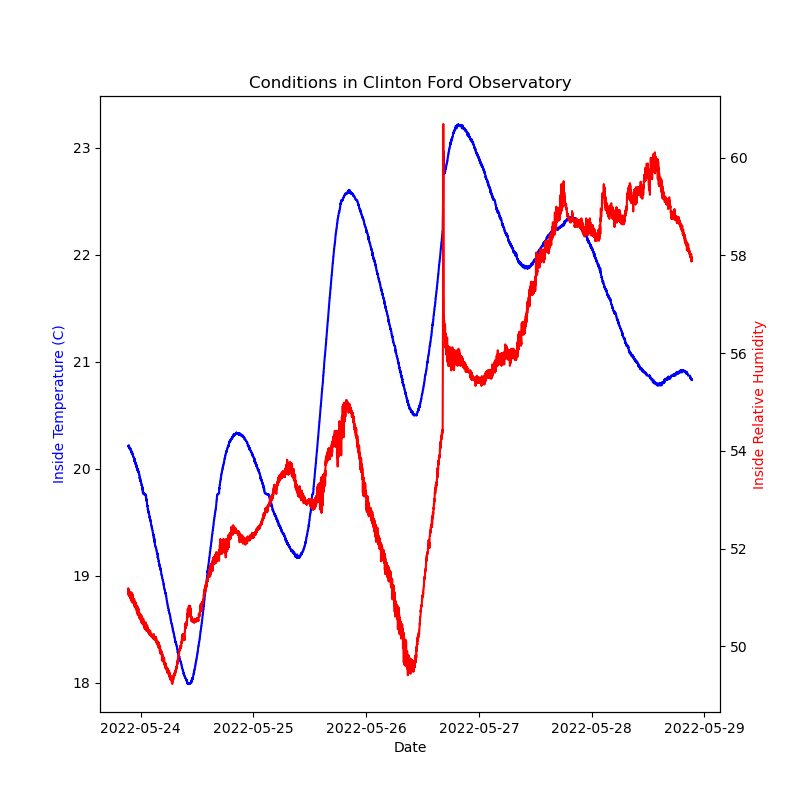 Conditions in Clinton Ford Observatory
23
22
21
20
19
18
Inside Temperature (C)
60
58
56
54
52
50
Inside Relative Humidity
2022-05-24 2022-05-25 2022-05-26 2022-05-27 2022-05-28 2022-05-29
Date